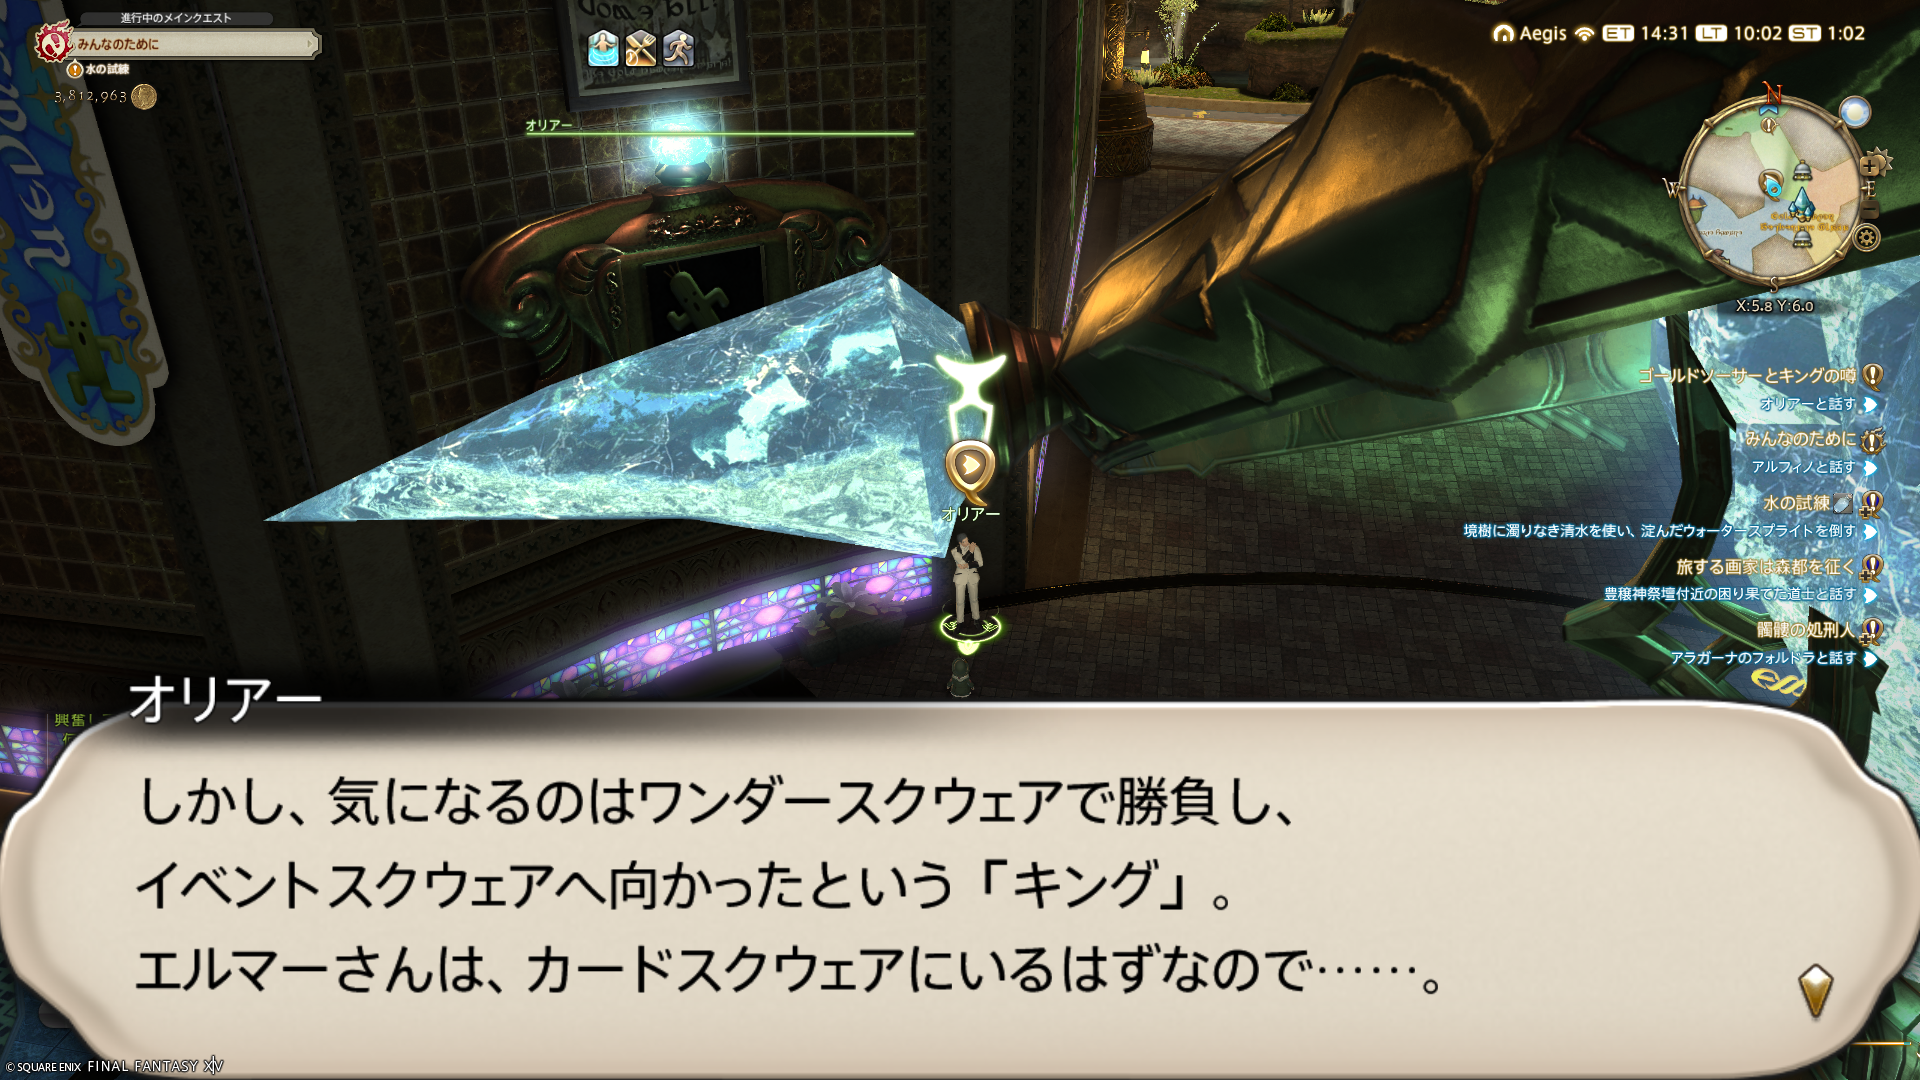 進行中のメインクエスト
みんなのために
水の試練
3,812,963
オリアー
Aegis ET 14:31 LT 10:02 ST 1:02
N
W
E
S
X:5.8 Y:6.0
ゴールドソーサーとキングの噂
オリアーと話す
みんなのために
アルフィノと話す
水の試練
境樹に濁りなき清水を使い、淀んだウォータースプライトを倒す
旅する画家は森都を征く
豊穣神祭壇付近の困り果てた道士と話す
髑髏の処刑人
アラガーナのフォルドラと話す
オリアー
興奮し
オリアー
しかし、気になるのはワンダースクウェアで勝負し、
イベントスクウェアへ向かったという「キング」。
エルマーさんは、カードスクウェアにいるはずなので……。
© SQUARE ENIX FINAL FANTASY XIV